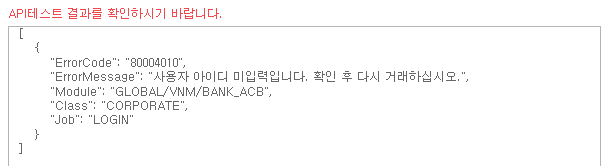 API테스트 결과를 확인하시기 바랍니다.
[
{
"ErrorCode": "80004010",
"ErrorMessage": "사용자 아이디 미입력입니다. 확인 후 다시 거래하십시오.",
"Module": "GLOBAL/VNM/BANK_ACB",
"Class": "CORPORATE",
"Job": "LOGIN"
}
]